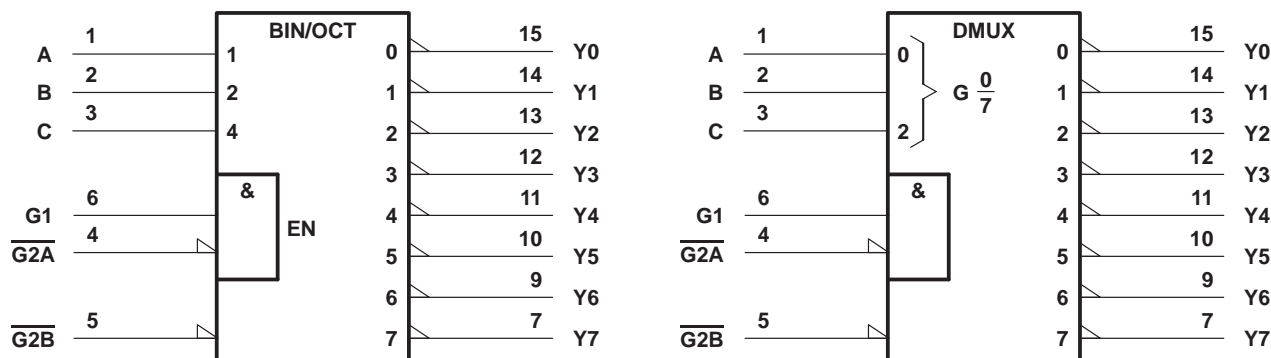 BIN/OCT
A 1 1 0 15 Y0
B 2 2 1 14 Y1
C 3 4 2 13 Y2
3 12 Y3
&
G1 6 EN 4 11 Y4
G2A 4 5 10 Y5
6 9 Y6
G2B 5 7 7 Y7
DMUX
A 1 0 0 15 Y0
B 2 G 0/7 1 14 Y1
C 3 2 2 13 Y2
3 12 Y3
&
G1 6 4 11 Y4
G2A 4 5 10 Y5
6 9 Y6
G2B 5 7 7 Y7